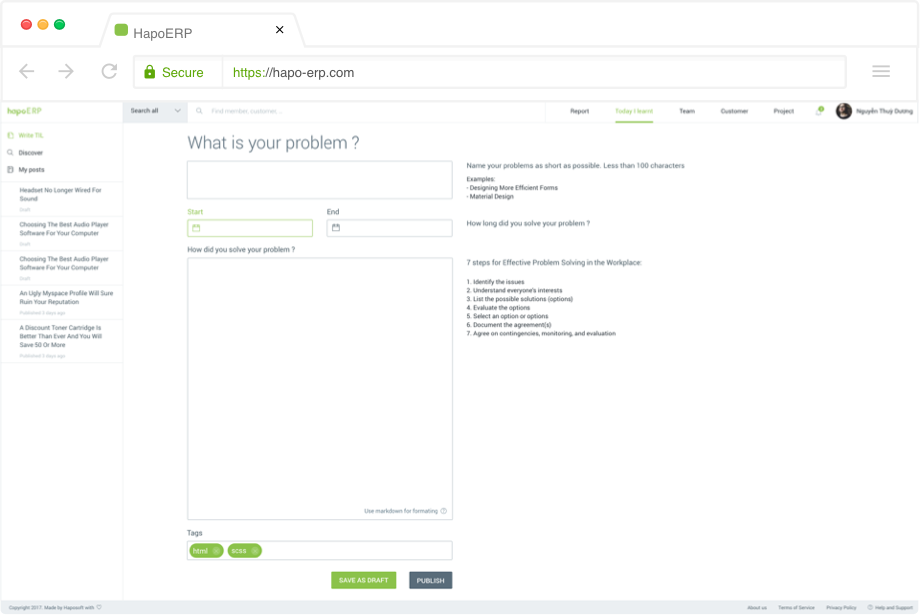 HapoERP
Secure
https://hapo-erp.com
hapoERP
Search all
Find member, customer, ...
Report
Today I learnt
Team
Customer
Project
Nguyễn Thuỳ Dương
Write TIL
Discover
My posts
Headset No Longer Wired For
Sound
Draft
Choosing The Best Audio Player
Software For Your Computer
Draft
Choosing The Best Audio Player
Software For Your Computer
Draft
An Ugly Myspace Profile Will Sure
Ruin Your Reputation
Published 5 days ago
A Discount Toner Cartridge Is
Better Than Ever And You Will
Save 50 Or More
Published 5 days ago
What is your problem ?
Name your problems as short as possible. Less than 100 characters
Examples:
- Designing More Efficient Forms
- Material Design
Start
End
How long did you solve your problem ?
How did you solve your problem ?
7 steps for Effective Problem Solving in the Workplace:
1. Identify the issues
2. Understand everyone's interests
3. List the possible solutions (options)
4. Evaluate the options
5. Select an option or options
6. Document the agreement(s)
7. Agree on contingencies, monitoring, and evaluation
Use markdown for formating
Tags
html
scss
SAVE AS DRAFT
PUBLISH
Copyright 2017 Made by Haposoft with
About us
Terms of Service
Privacy Policy
Help and Support